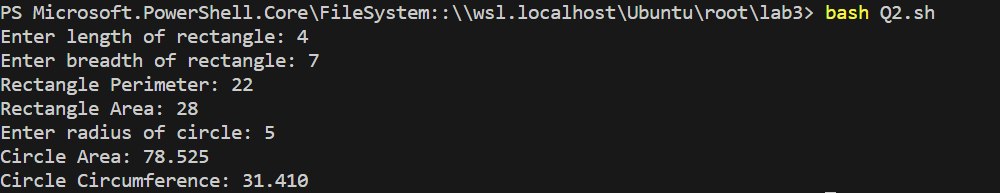 PS Microsoft.PowerShell.Core\FileSystem::\\wsl.localhost\Ubuntu\root\lab3> bash Q2.sh
Enter length of rectangle: 4
Enter breadth of rectangle: 7
Rectangle Perimeter: 22
Rectangle Area: 28
Enter radius of circle: 5
Circle Area: 78.525
Circle Circumference: 31.410